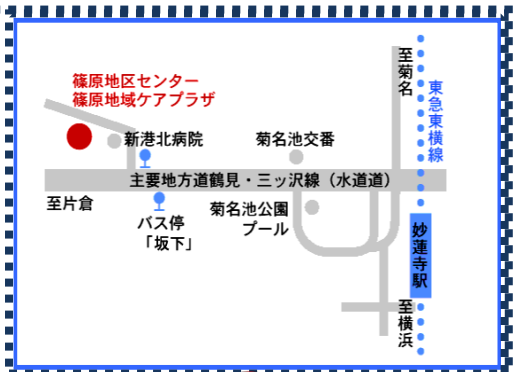 至菊名
東急東横線
篠原地区センター
篠原地域ケアプラザ
新港北病院
菊名池交番
主要地方道鶴見・三ッ沢線（水道道）
至片倉
バス停
「坂下」
菊名池公園
プール
妙蓮寺駅
至横浜